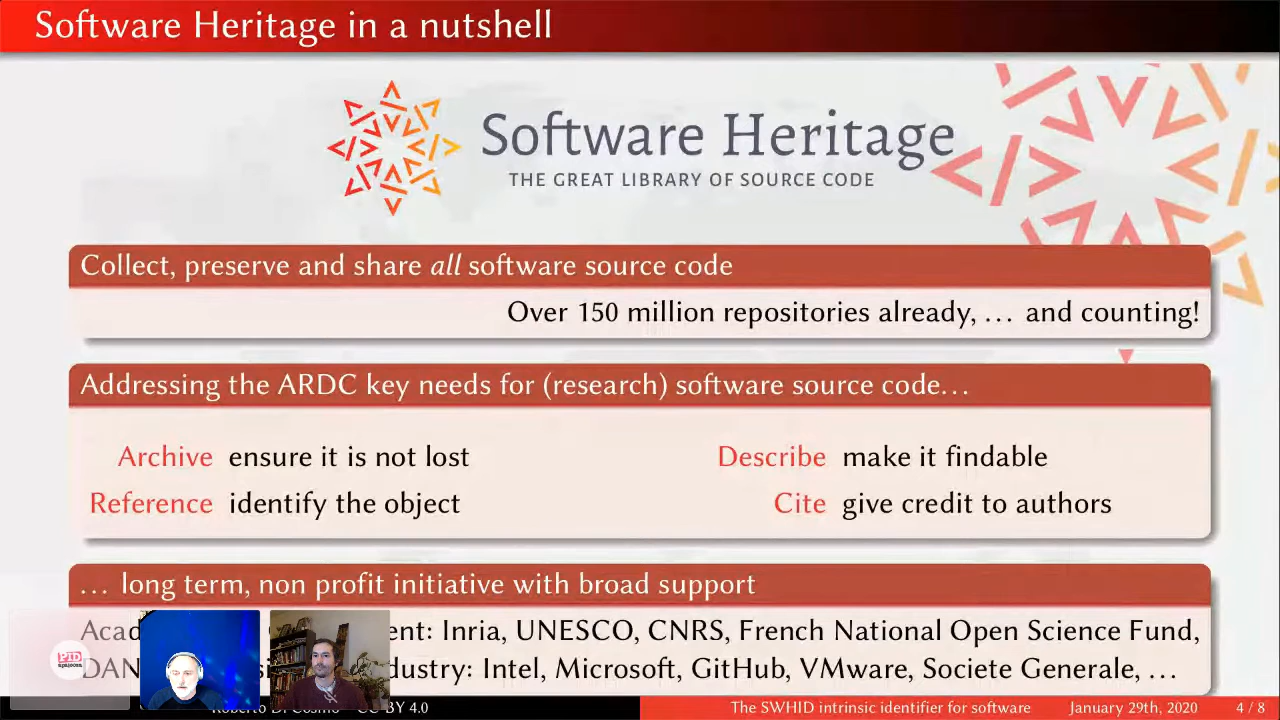 Software Heritage in a nutshell
Software Heritage
THE GREAT LIBRARY OF SOURCE CODE
Collect, preserve and share all software source code
Over 150 million repositories already, … and counting!
Addressing the ARDC key needs for (research) software source code…
Archive ensure it is not lost
Describe make it findable
Reference identify the object
Cite give credit to authors
… long term, non profit initiative with broad support
Inria, UNESCO, CNRS, French National Open Science Fund,
Intel, Microsoft, GitHub, VMware, Societe Generale, …
PID
CC BY 4.0
The SWHID intrinsic identifier for software January 29th, 2020 4 / 8